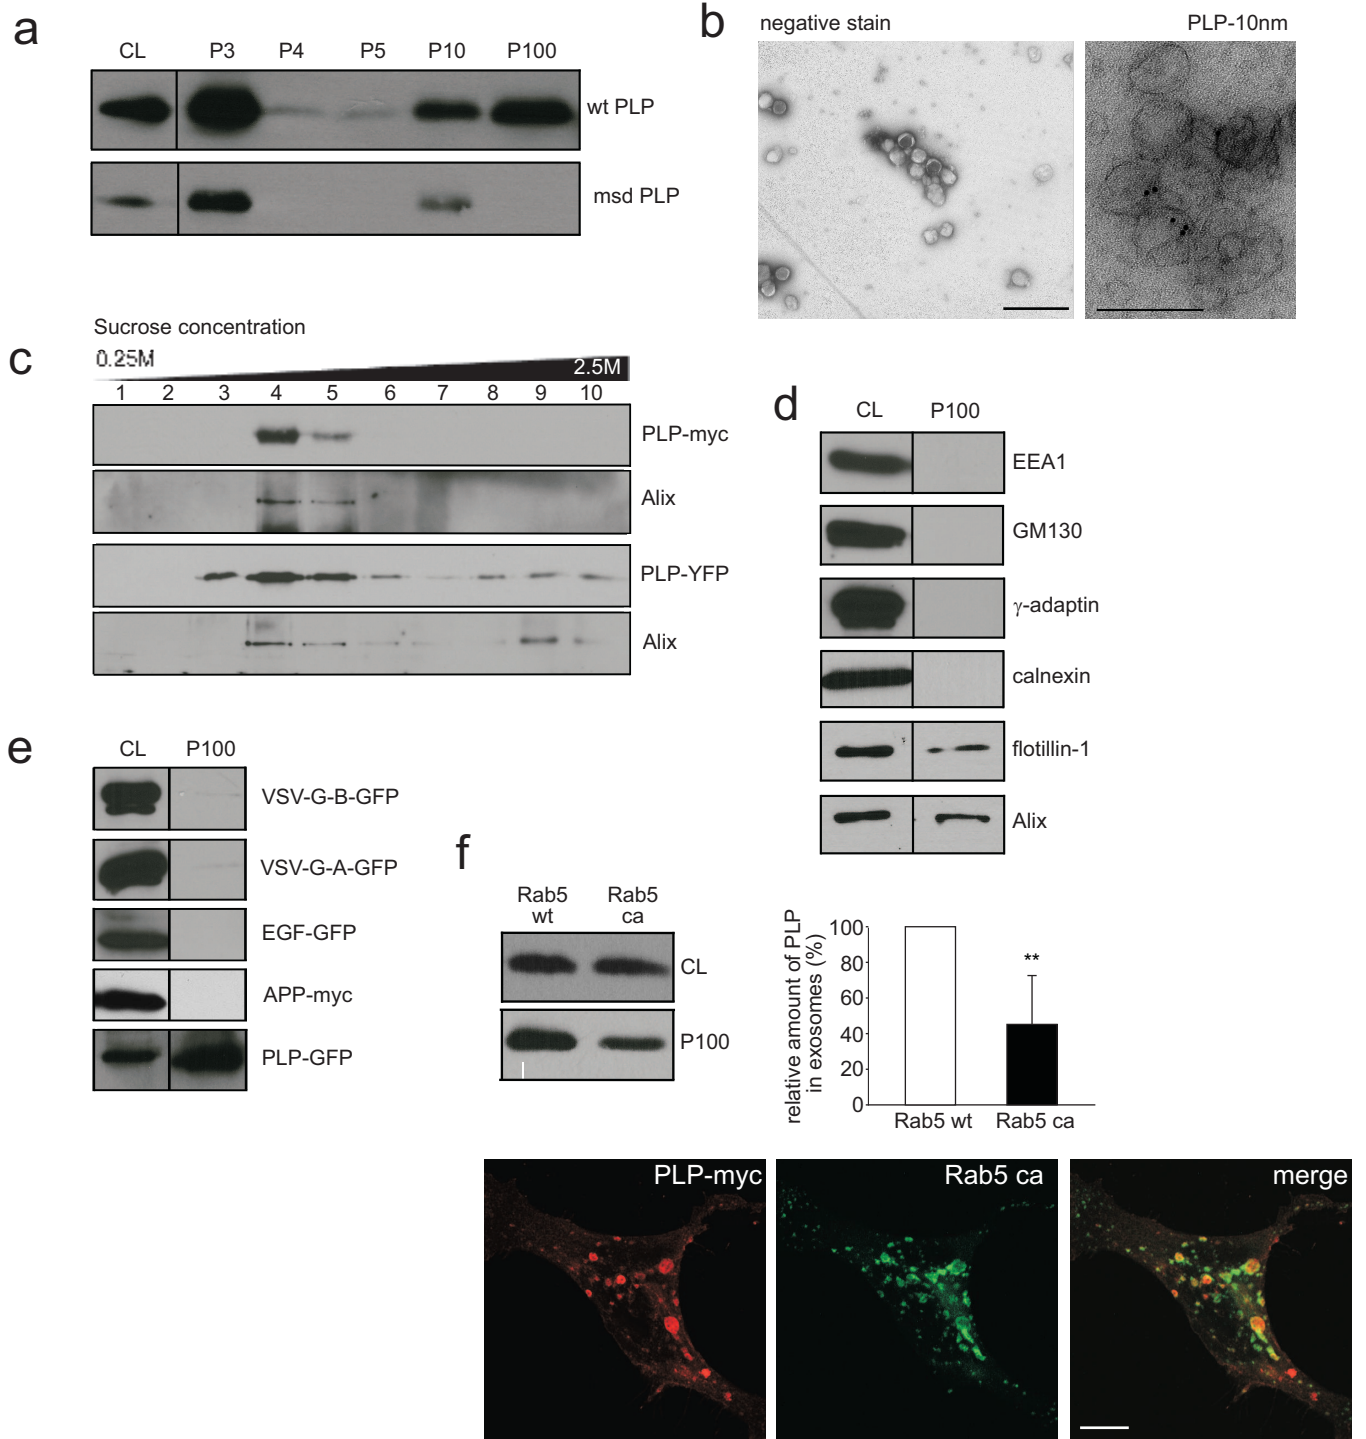 a
CL P3 P4 P5 P10 P100
wt PLP
msd PLP
b
negative stain PLP-10nm
c
Sucrose concentration
0.25M 2.5M
1 2 3 4 5 6 7 8 9 10
PLP-myc
Alix
PLP-YFP
Alix
d
CL P100
EEA1
GM130
γ-adaptin
calnexin
flotillin-1
Alix
e
CL P100
VSV-G-B-GFP
VSV-G-A-GFP
EGF-GFP
APP-myc
PLP-GFP
f
Rab5 Rab5
wt ca
CL
P100
relative amount of PLP
in exosomes (%)
100
80
60
40
20
0
**
Rab5 wt Rab5 ca
PLP-myc Rab5 ca merge